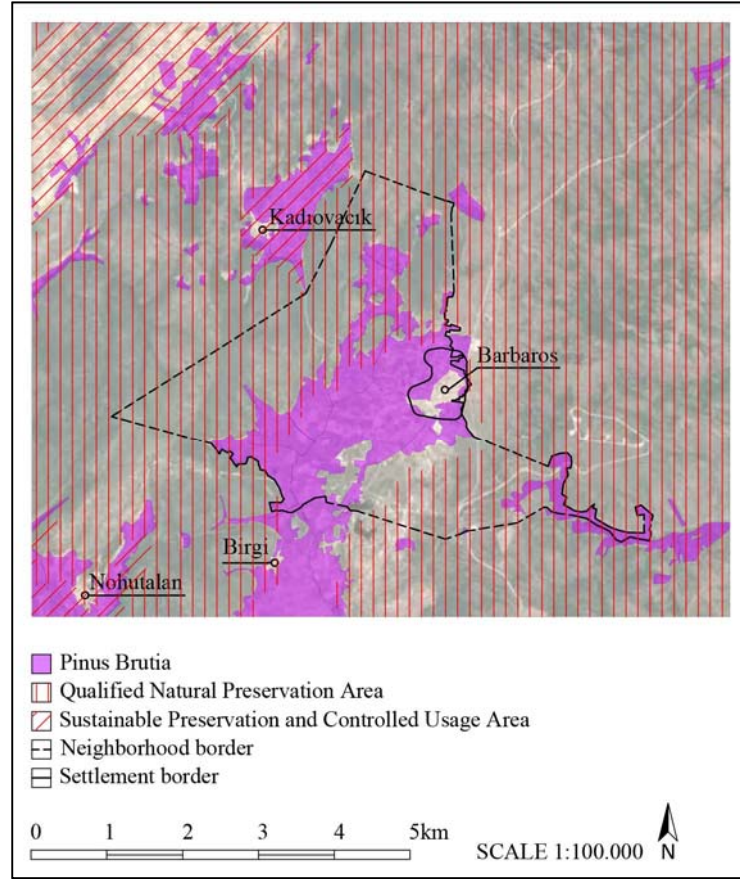 Kadıovacık
Barbaros
Birgi
Nohutalan
Pinus Brutia
Qualified Natural Preservation Area
Sustainable Preservation and Controlled Usage Area
Neighborhood border
Settlement border
0 1 2 3 4 5km
SCALE 1:100.000
N